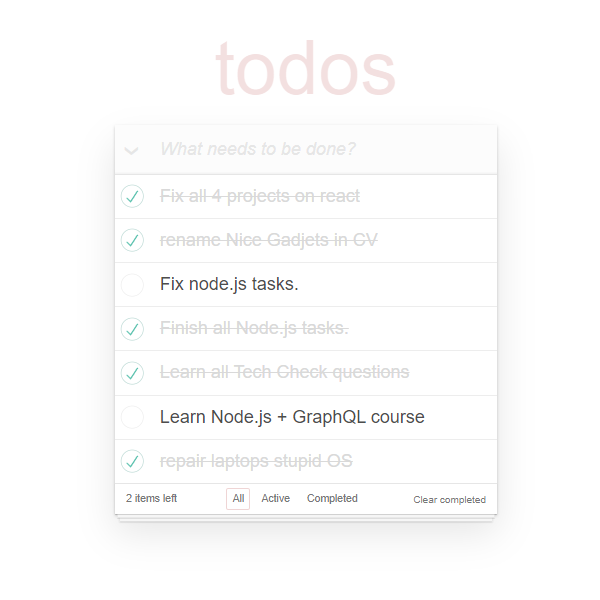 todos
What needs to be done?
Fix all 4 projects on react
rename Nice Gadjets in CV
Fix node.js tasks.
Finish all Node.js tasks.
Learn all Tech Check questions
Learn Node.js + GraphQL course
repair laptops stupid OS
2 items left All Active Completed Clear completed